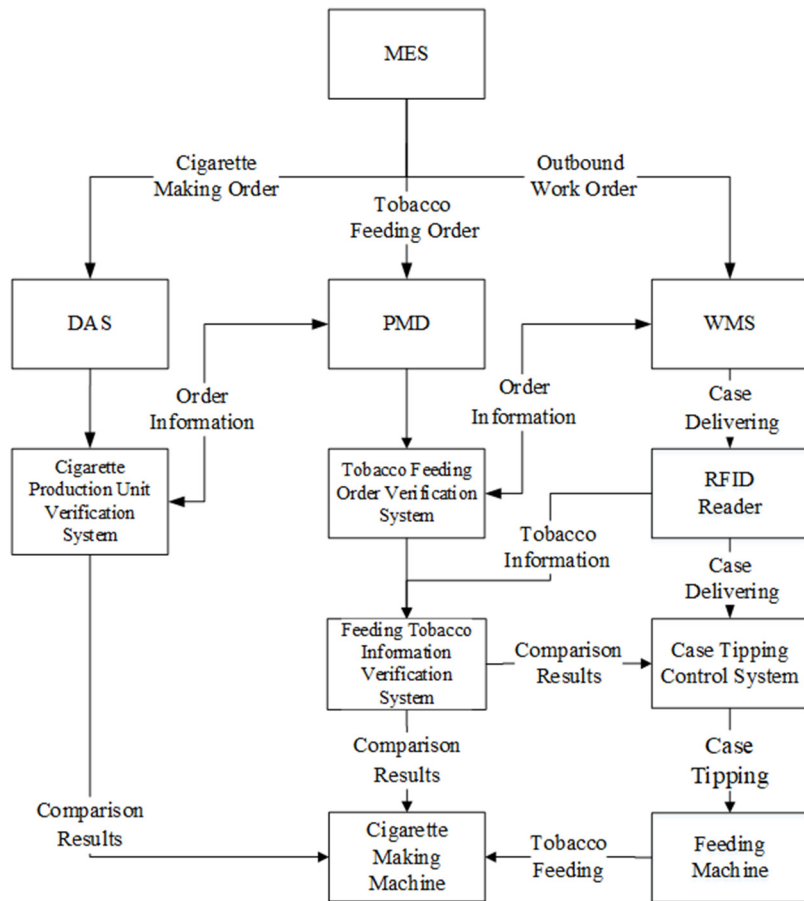 MES
Cigarette
Making Order
Tobacco
Feeding Order
Outbound
Work Order
DAS
PMD
WMS
Order
Information
Order
Information
Case
Delivering
Cigarette
Production Unit
Verification
System
Tobacco Feeding
Order Verification
System
RFID
Reader
Tobacco
Information
Case
Delivering
Feeding Tobacco
Information
Verification
System
Comparison
Results
Case Tipping
Control System
Comparison
Results
Case
Tipping
Comparison
Results
Cigarette
Making
Machine
Tobacco
Feeding
Feeding
Machine